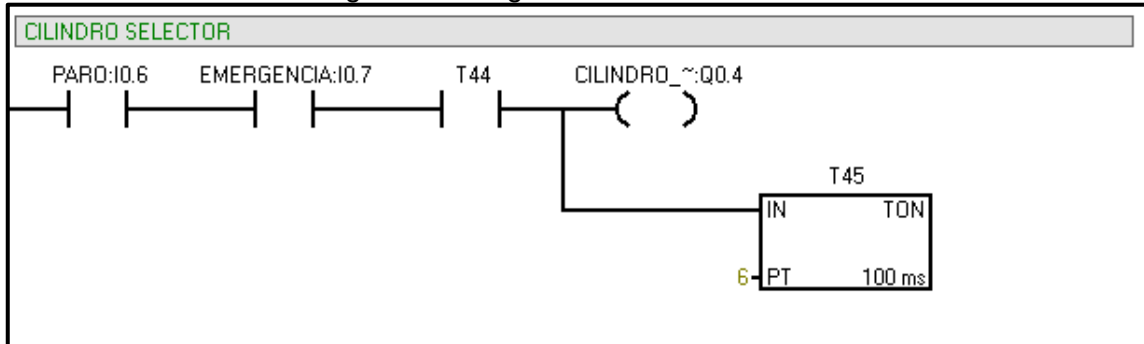 CILINDRO SELECTOR
PARO:I0.6 EMERGENCIA:I0.7 T44 CILINDRO_~:Q0.4
T45
IN TON
6 PT 100 ms